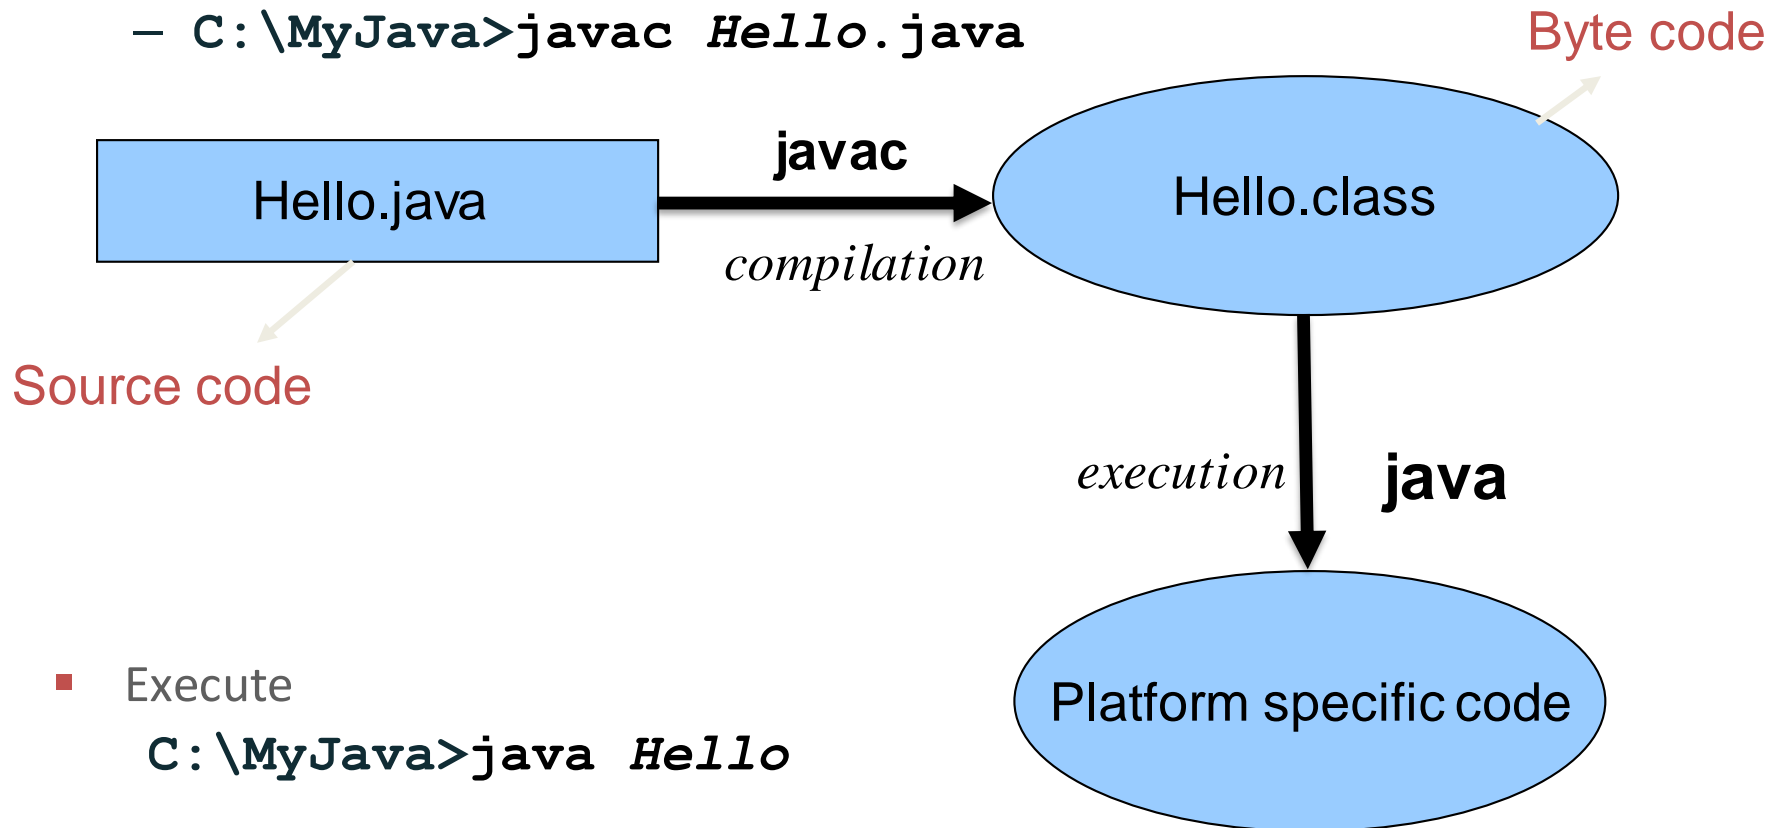 – C:\MyJava>javac Hello.java
Byte code
javac
Hello.java
Hello.class
compilation
Source code
execution
java
▪ Execute
Platform specific code
C:\MyJava>java Hello